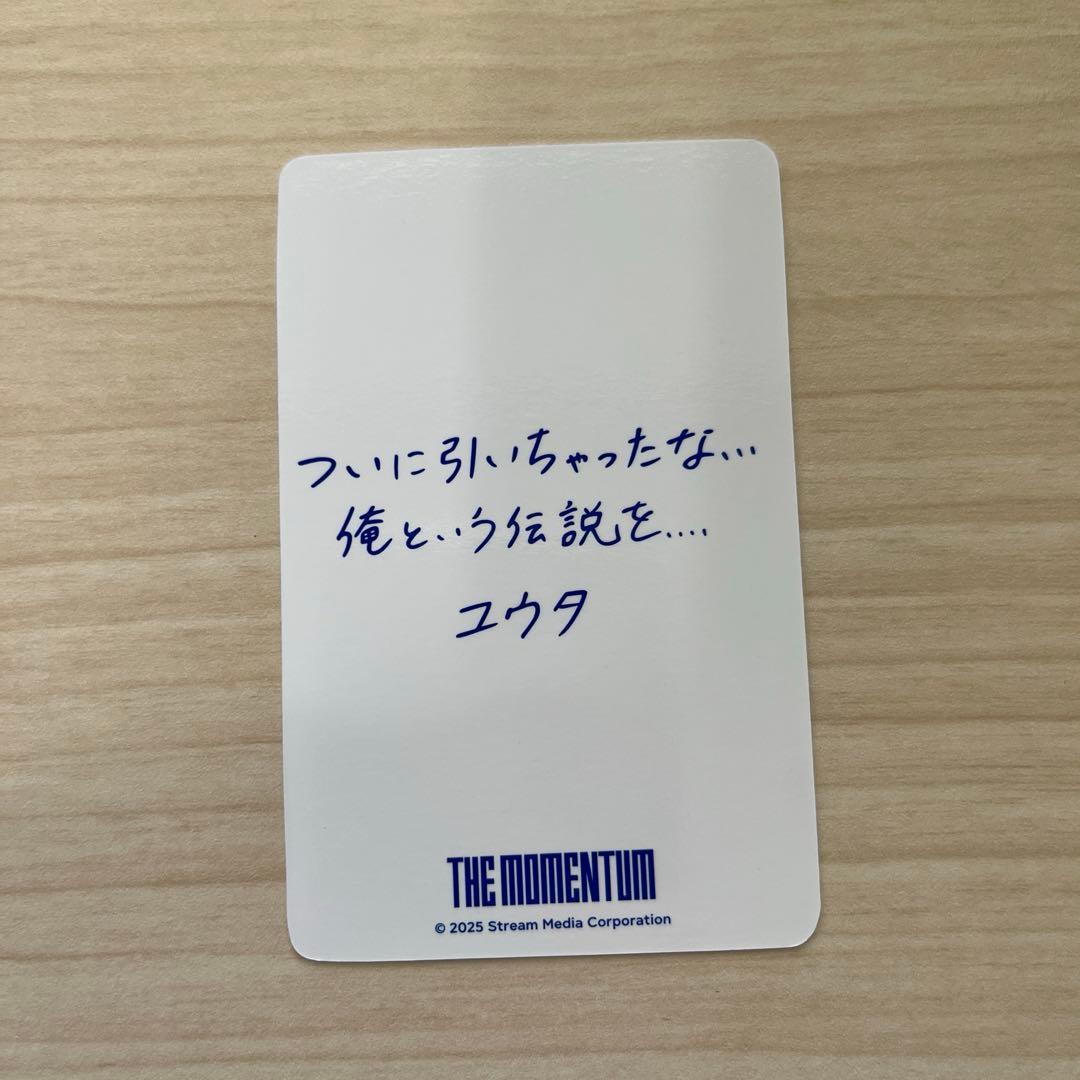 ついに引いちゃったな...
俺という伝説を....
ユウタ
THE MOMENTUM
© 2025 Stream Media Corporation